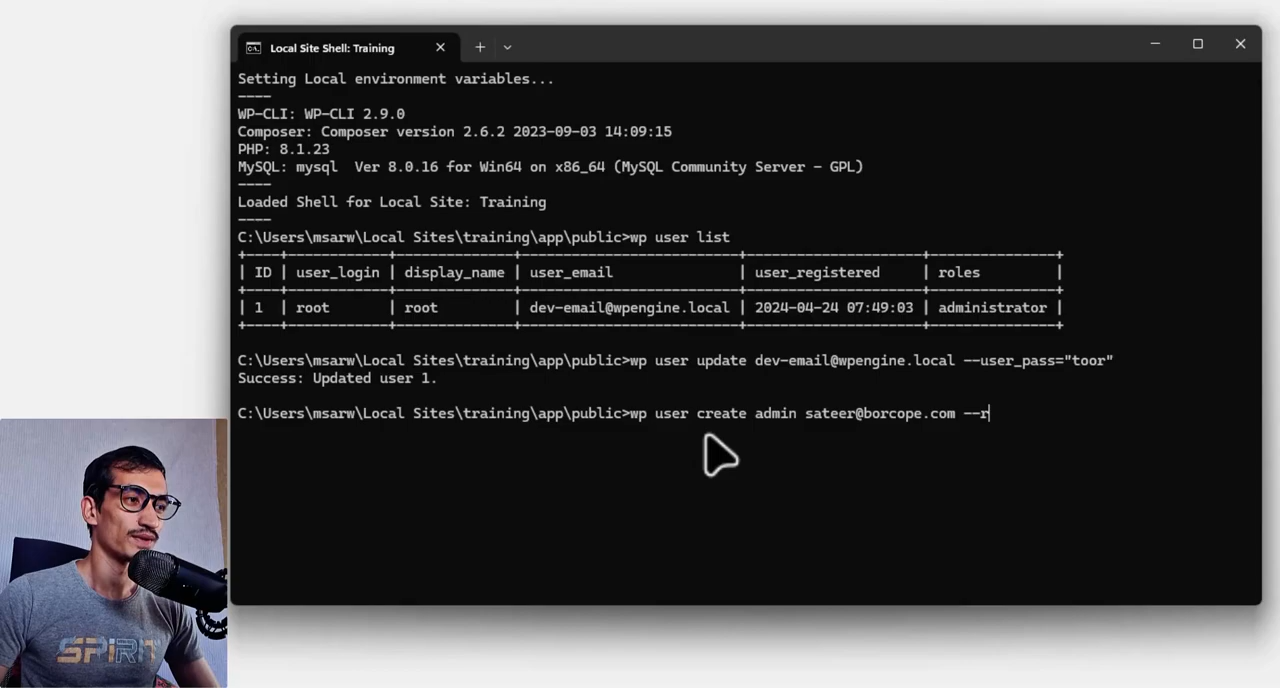 Local Site Shell: Training
Setting Local environment variables...
----
WP-CLI: WP-CLI 2.9.0
Composer: Composer version 2.6.2 2023-09-03 14:09:15
PHP: 8.1.23
MySQL: mysql  Ver 8.0.16 for Win64 on x86_64 (MySQL Community Server - GPL)
----
Loaded Shell for Local Site: Training
----
C:\Users\msarw\Local Sites\training\app\public>wp user list
+----+------------+--------------+--------------------------+---------------------+---------------+
| ID | user_login | display_name | user_email               | user_registered     | roles         |
+----+------------+--------------+--------------------------+---------------------+---------------+
| 1  | root       | root         | dev-email@wpengine.local | 2024-04-24 07:49:03 | administrator |
+----+------------+--------------+--------------------------+---------------------+---------------+
C:\Users\msarw\Local Sites\training\app\public>wp user update dev-email@wpengine.local --user_pass="toor"
Success: Updated user 1.
C:\Users\msarw\Local Sites\training\app\public>wp user create admin sateer@borcope.com --r
SPiRiT